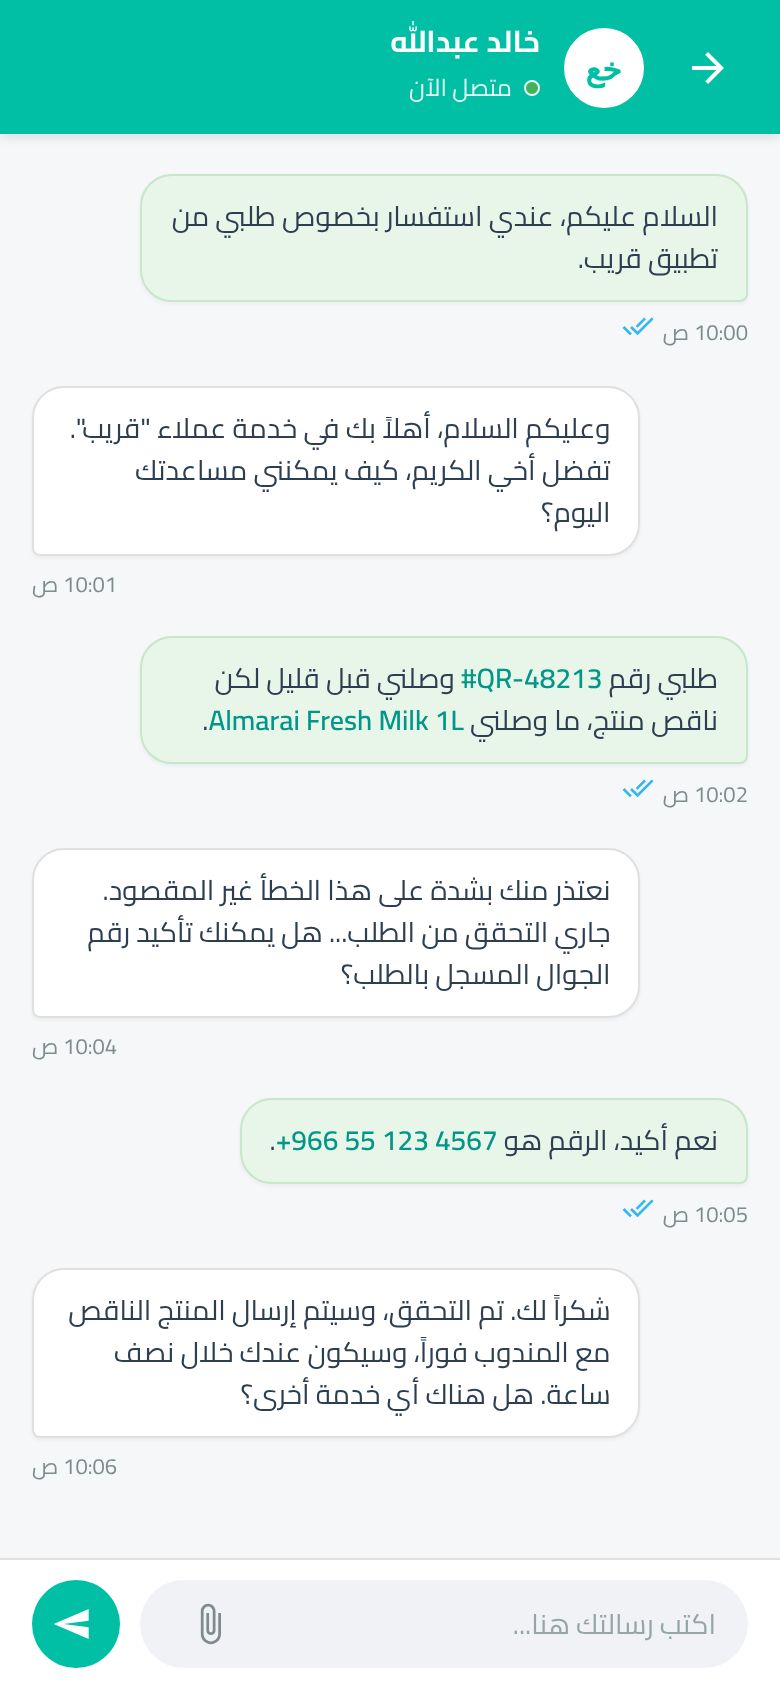 خالد عبدالله
خع
متصل الآن
السلام عليكم، عندي استفسار بخصوص طلبي من
تطبيق قريب.
10:00 ص
وعليكم السلام، أهلاً بك في خدمة عملاء "قريب".
تفضل أخي الكريم، كيف يمكنني مساعدتك
اليوم؟
10:01 ص
طلبي رقم #QR-48213 وصلني قبل قليل لكن
ناقص منتج، ما وصلني Almarai Fresh Milk 1L.
10:02 ص
نعتذر منك بشدة على هذا الخطأ غير المقصود.
جاري التحقق من الطلب... هل يمكنك تأكيد رقم
الجوال المسجل بالطلب؟
10:04 ص
نعم أكيد، الرقم هو +966 55 123 4567.
10:05 ص
شكراً لك. تم التحقق، وسيتم إرسال المنتج الناقص
مع المندوب فوراً، وسيكون عندك خلال نصف
ساعة. هل هناك أي خدمة أخرى؟
10:06 ص
اكتب رسالتك هنا...